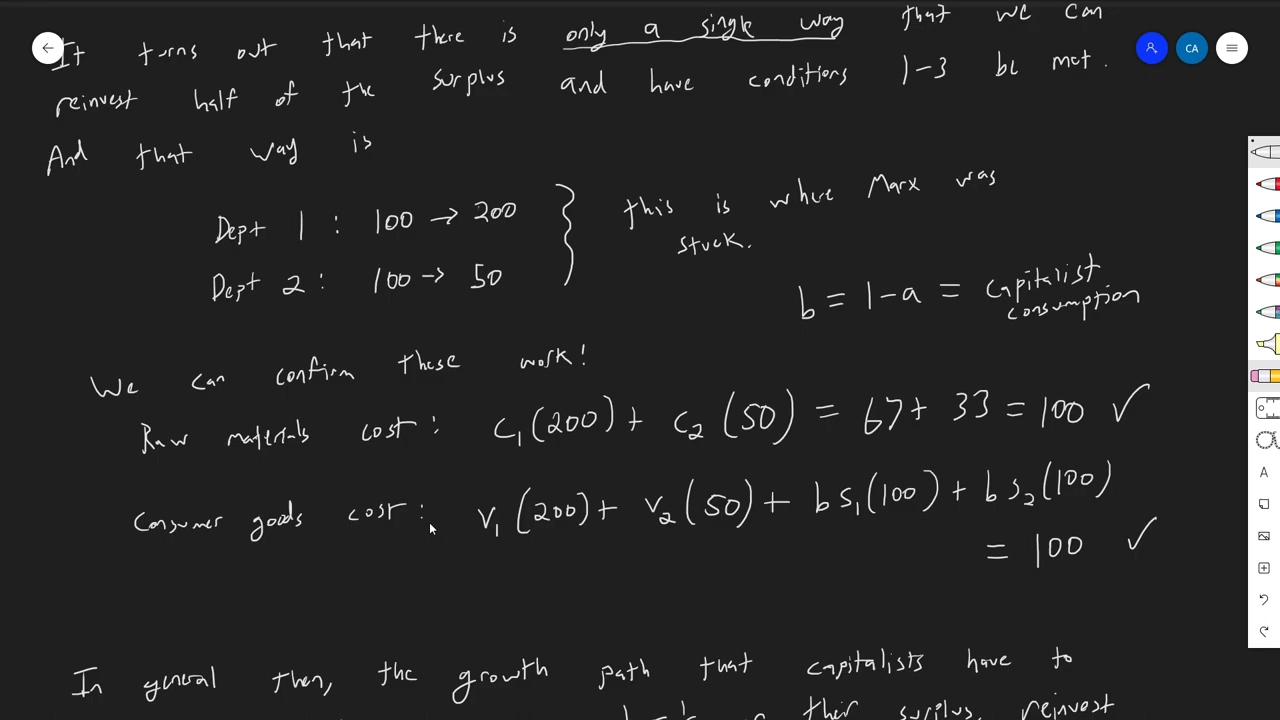 It turns out that there is only a single way that we can
reinvest half of the surplus and have conditions 1-3 be met.
And that way is
Dept 1 : 100 → 200
Dept 2 : 100 → 50
this is where Marx was
stuck.
b = 1-a = capitalist
consumption
We can confirm these work!
Raw materials cost : c₁(200) + c₂(50) = 67 + 33 = 100 ✓
Consumer goods cost : v₁(200) + v₂(50) + b s₁(100) + b s₂(100)
= 100 ✓
In general then, the growth path that capitalists have to
their surplus reinvest
CA
A